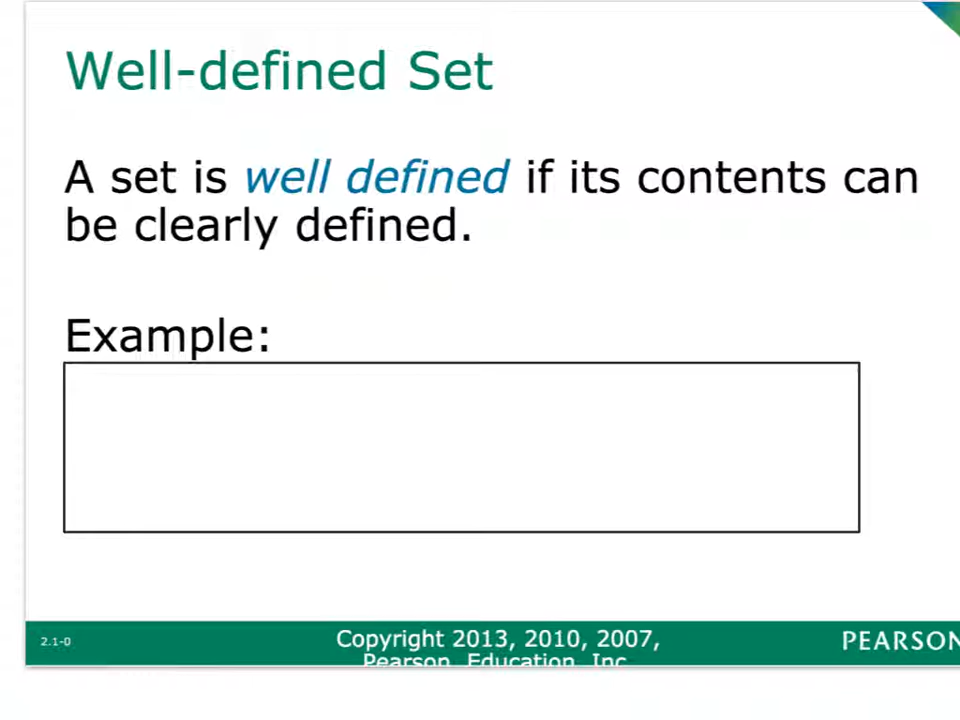 Well-defined Set
A set is well defined if its contents can
be clearly defined.
Example:
2.1-0
Copyright 2013, 2010, 2007,
Pearson, Education, Inc
PEARSON